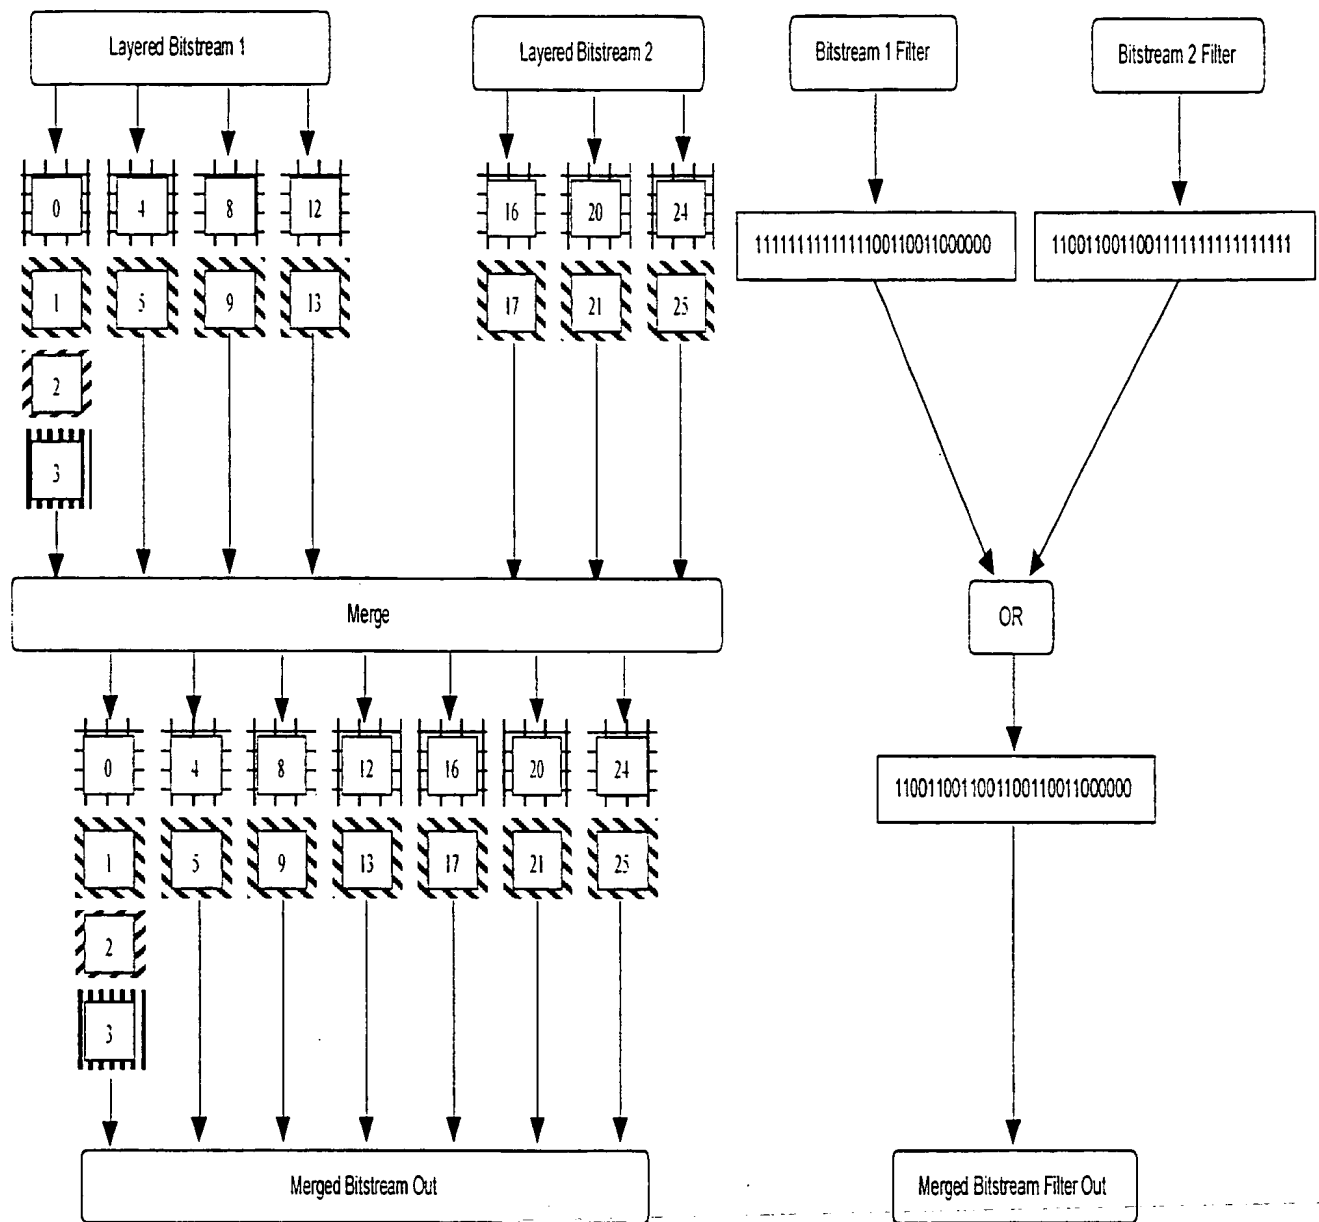 Layered Bitstream 1
Layered Bitstream 2
Bitstream 1 Filter
Bitstream 2 Filter
0 4 8 12 16 20 24
1111111111111100110011000000
1100110011001111111111111111
1 5 9 13 17 21 25
2
3
Merge
OR
0 4 8 12 16 20 24
1100110011001100110011000000
1 5 9 13 17 21 25
2
3
Merged Bitstream Out
Merged Bitstream Filter Out